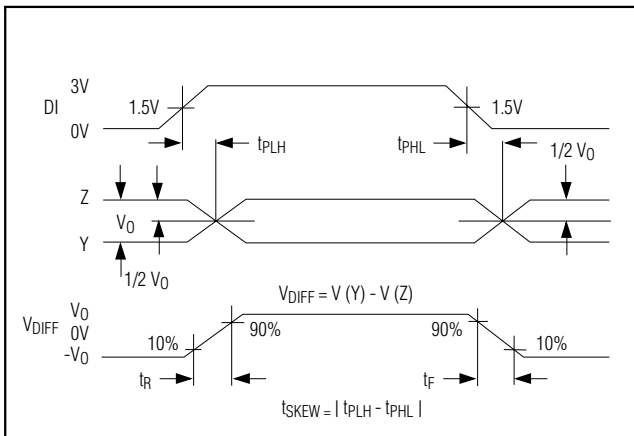 3V
DI
1.5V
1.5V
0V
tPLH
tPHL
1/2 VO
Z
VO
Y
1/2 VO
VDIFF = V (Y) - V (Z)
VO
VDIFF
0V
-VO
10%
90%
90%
10%
tR
tF
tSKEW = | tPLH - tPHL |